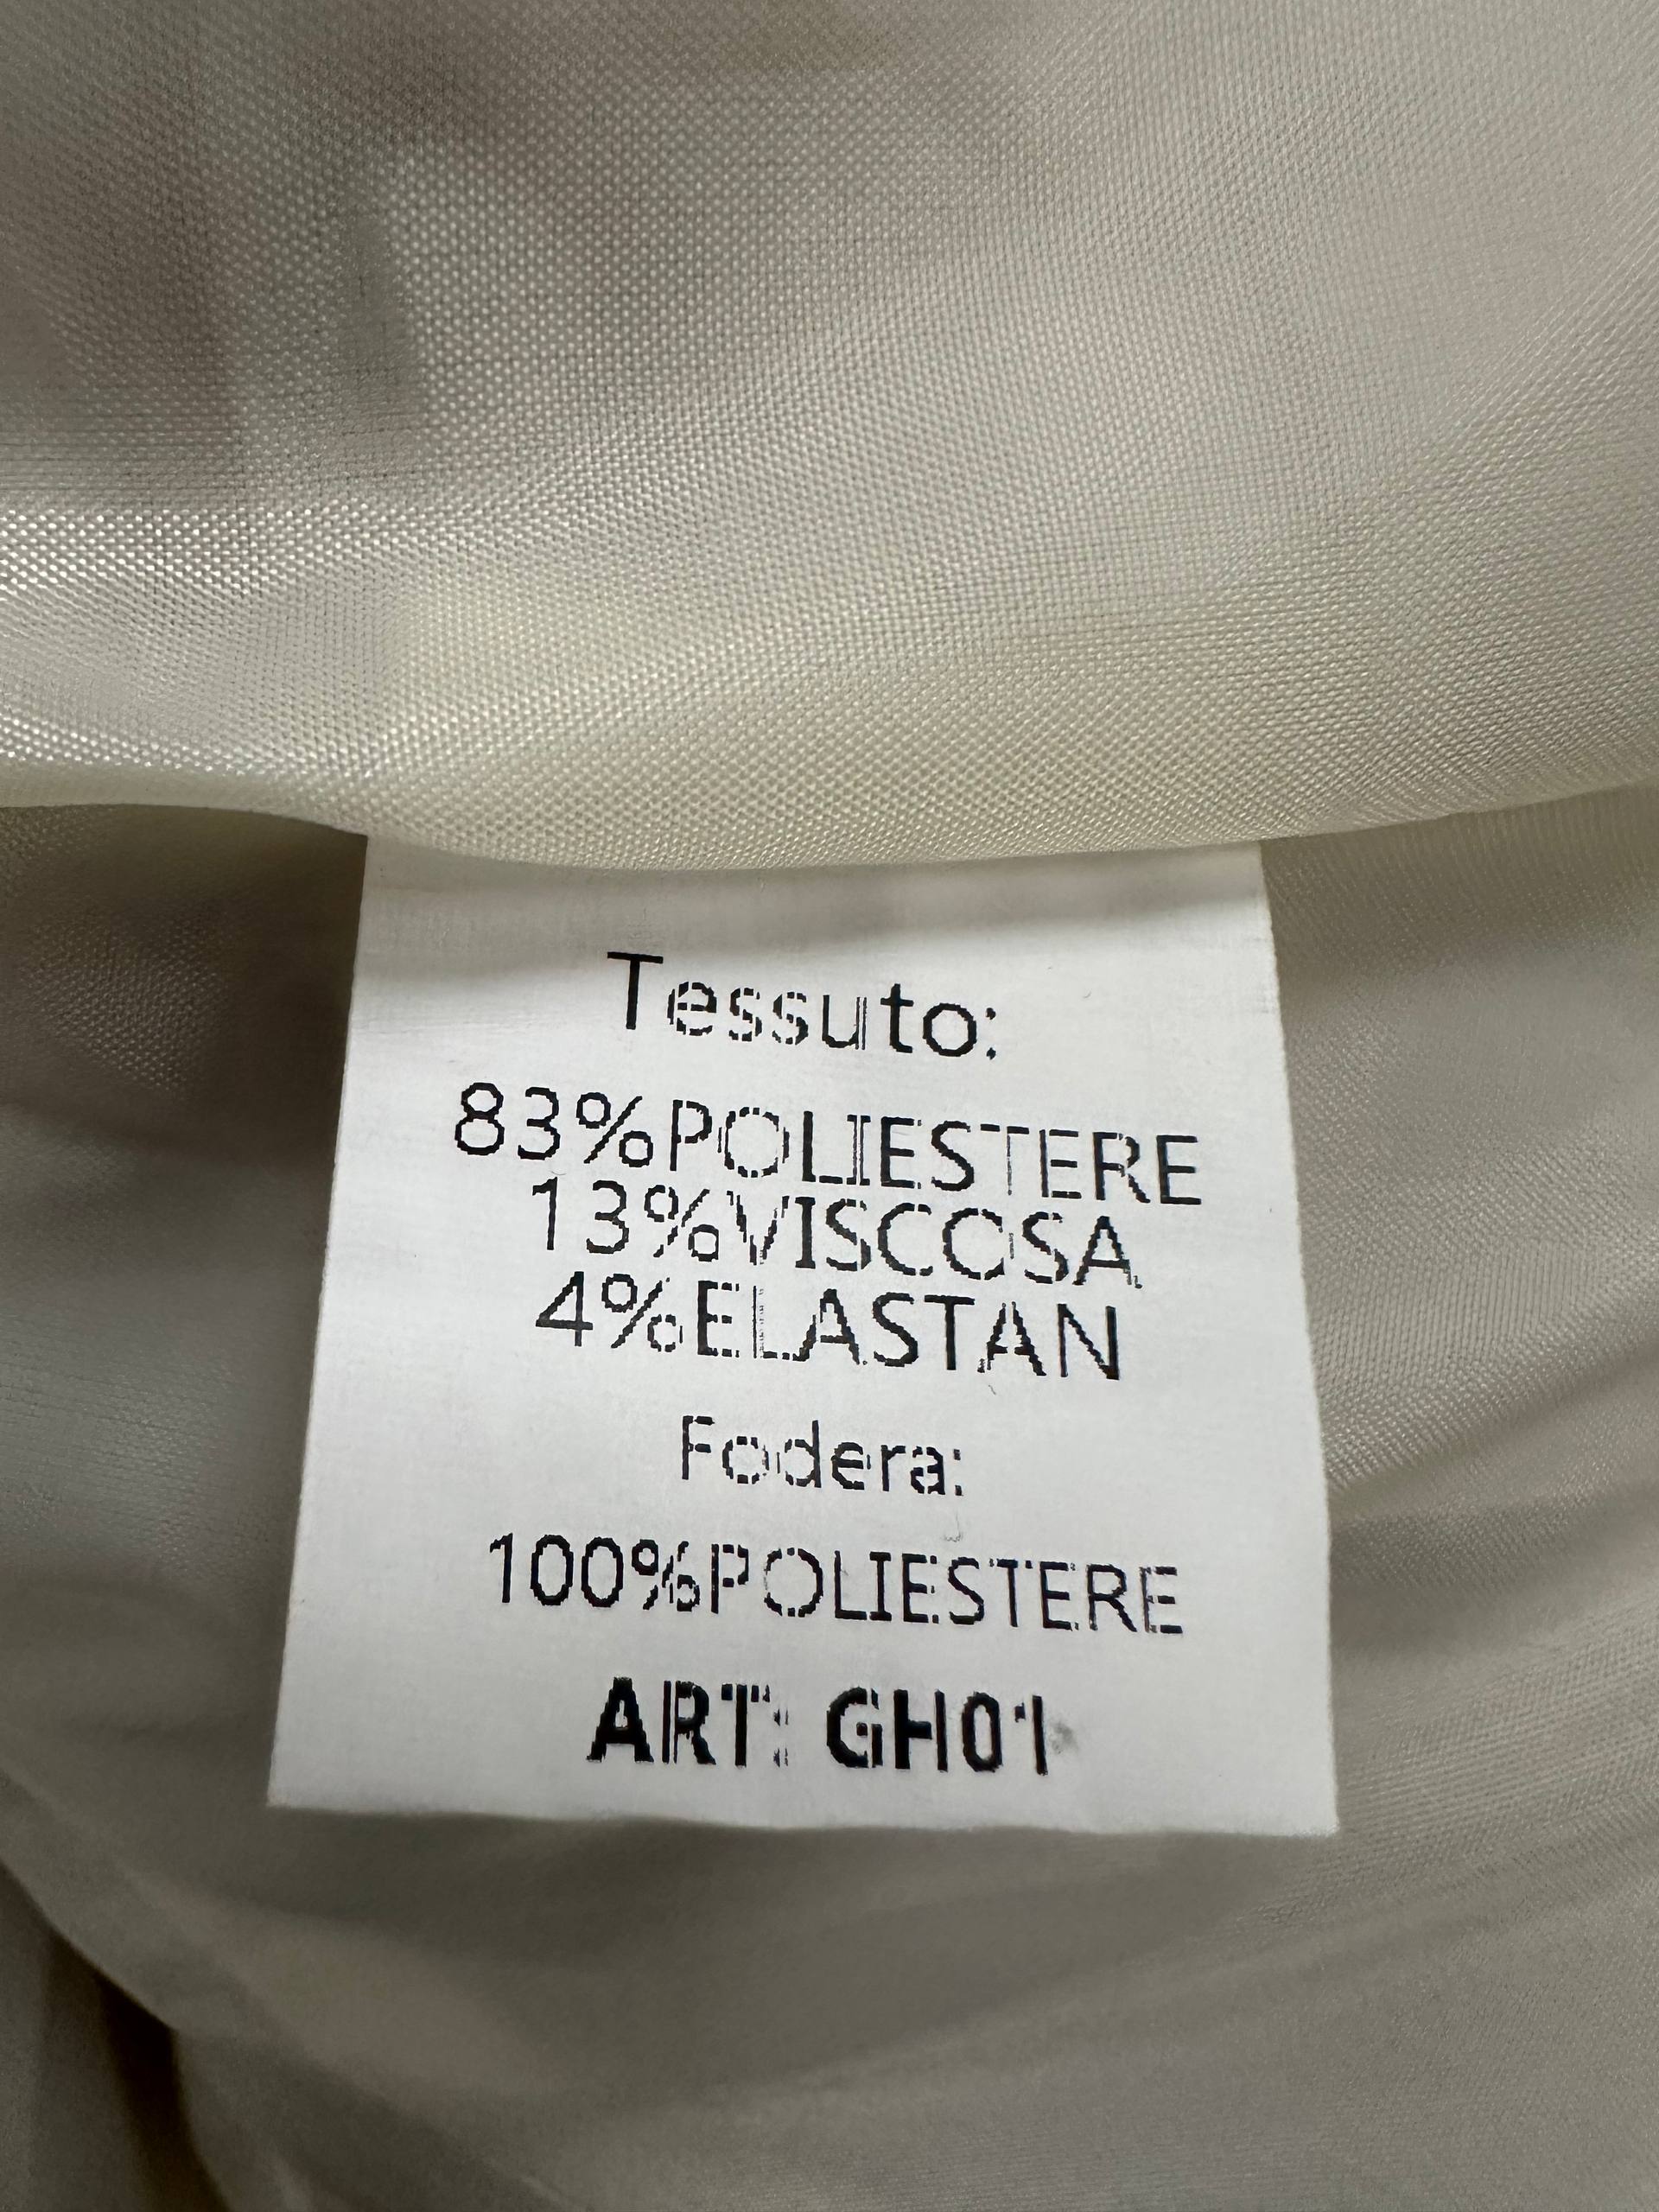 Tessuto:
83%POLIESTERE
13%VISCOSA
4%ELASTAN
Fodera:
100%POLIESTERE
ART: GH01